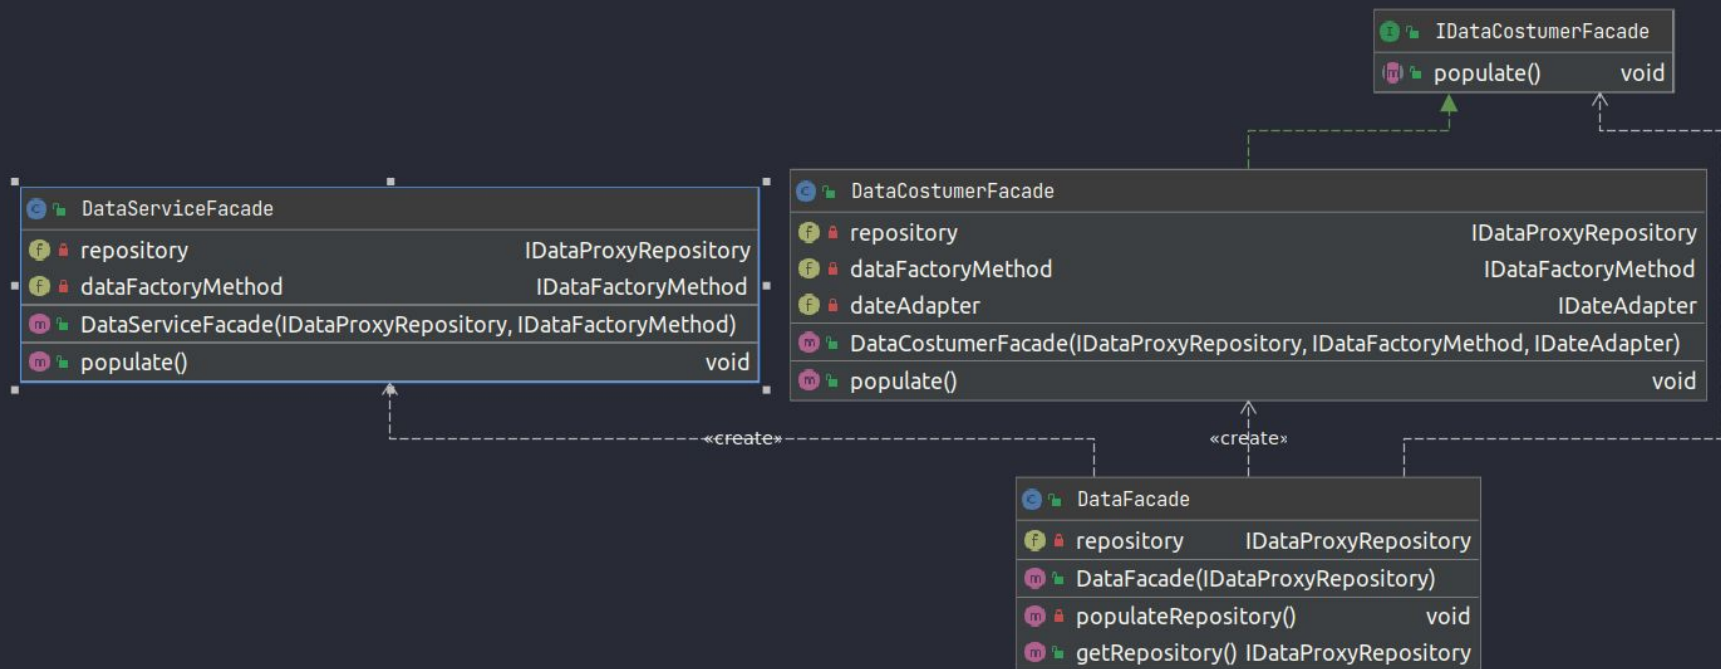 IDataCostumerFacade
populate() void
DataServiceFacade
repository IDataProxyRepository
dataFactoryMethod IDataFactoryMethod
DataServiceFacade(IDataProxyRepository, IDataFactoryMethod)
populate() void
DataCostumerFacade
repository IDataProxyRepository
dataFactoryMethod IDataFactoryMethod
dateAdapter IDateAdapter
DataCostumerFacade(IDataProxyRepository, IDataFactoryMethod, IDateAdapter)
populate() void
«create»
«create»
DataFacade
repository IDataProxyRepository
DataFacade(IDataProxyRepository)
populateRepository() void
getRepository() IDataProxyRepository